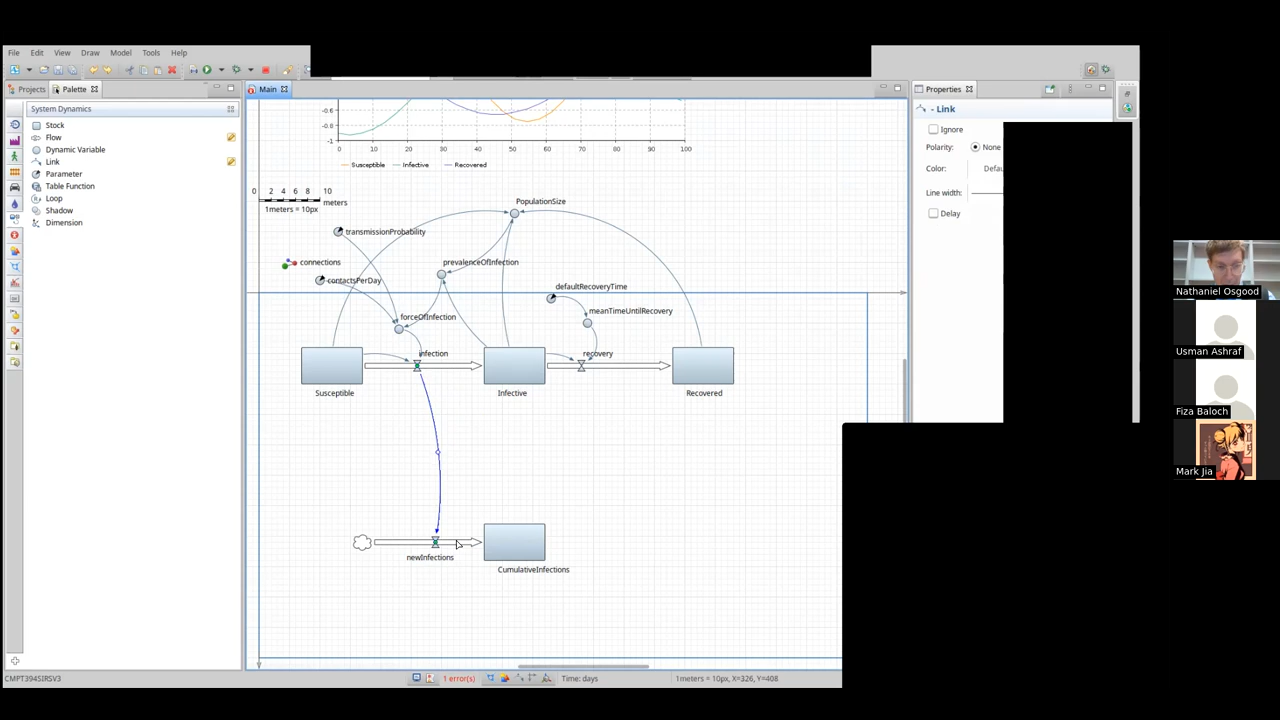 File Edit View Draw Model Tools Help
Projects
Palette
Main
Properties
System Dynamics
Stock
Flow
Dynamic Variable
Link
Parameter
Table Function
Loop
Shadow
Dimension
-0.6
-0.8
-1
0 10 20 30 40 50 60 70 80 90 100
Susceptible Infective Recovered
0 2 4 6 8 10
meters
1meters = 10px
PopulationSize
transmissionProbability
connections
prevalenceOfInfection
contactsPerDay
defaultRecoveryTime
meanTimeUntilRecovery
forceOfInfection
infection
recovery
Susceptible
Infective
Recovered
newInfections
CumulativeInfections
- Link
Ignore
Polarity: None
Color: Defau
Line width:
Delay
CMPT394SIRSV3
1 error(s)
Time: days
1meters = 10px, X=326, Y=408
Nathaniel Osgood
Usman Ashraf
Fiza Baloch
Mark Jia